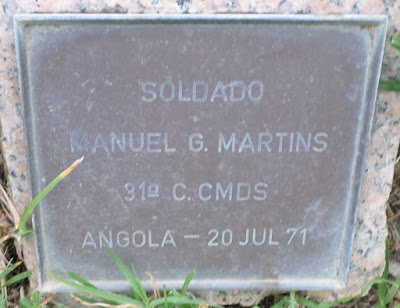 SOLDADO
MANUEL G. MARTINS
31ª C. CMDS
ANGOLA — 20 JUL 71